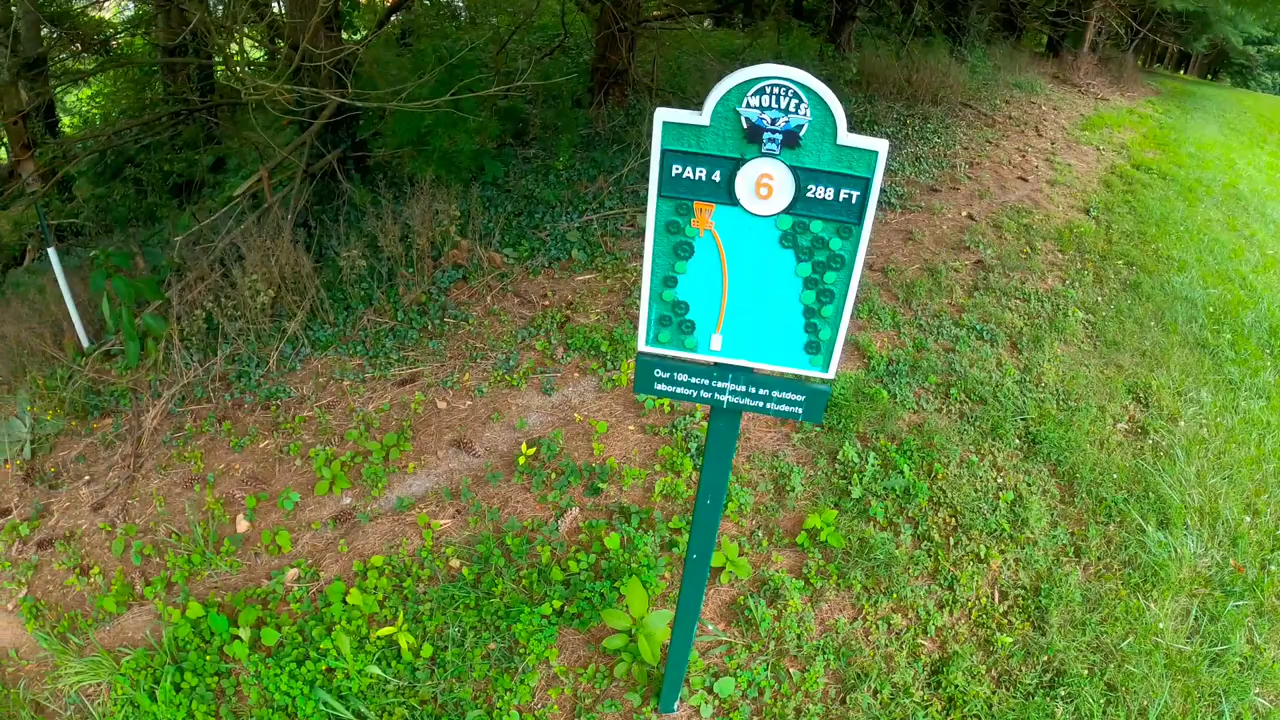 VHCC
WOLVES
PAR 4
6
288 FT
Our 100-acre campus is an outdoor
laboratory for horticulture students